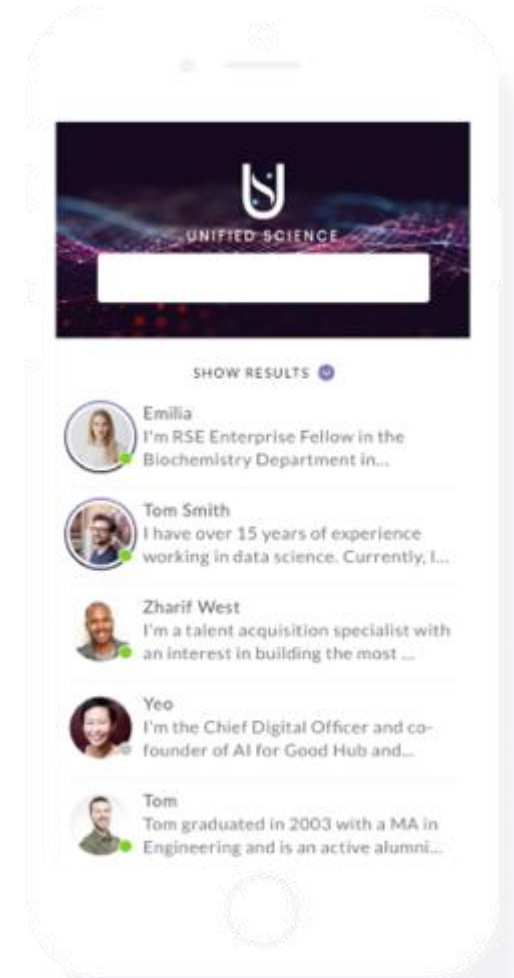 UNIFIED SCIENCE
SHOW RESULTS
Emilia
I'm RSE Enterprise Fellow in the
Biochemistry Department in...
Tom Smith
I have over 15 years of experience
working in data science. Currently, I...
Zharif West
I'm a talent acquisition specialist with
an interest in building the most ...
Yeo
I'm the Chief Digital Officer and co-
founder of AI for Good Hub and...
Tom
Tom graduated in 2003 with a MA in
Engineering and is an active alumni...